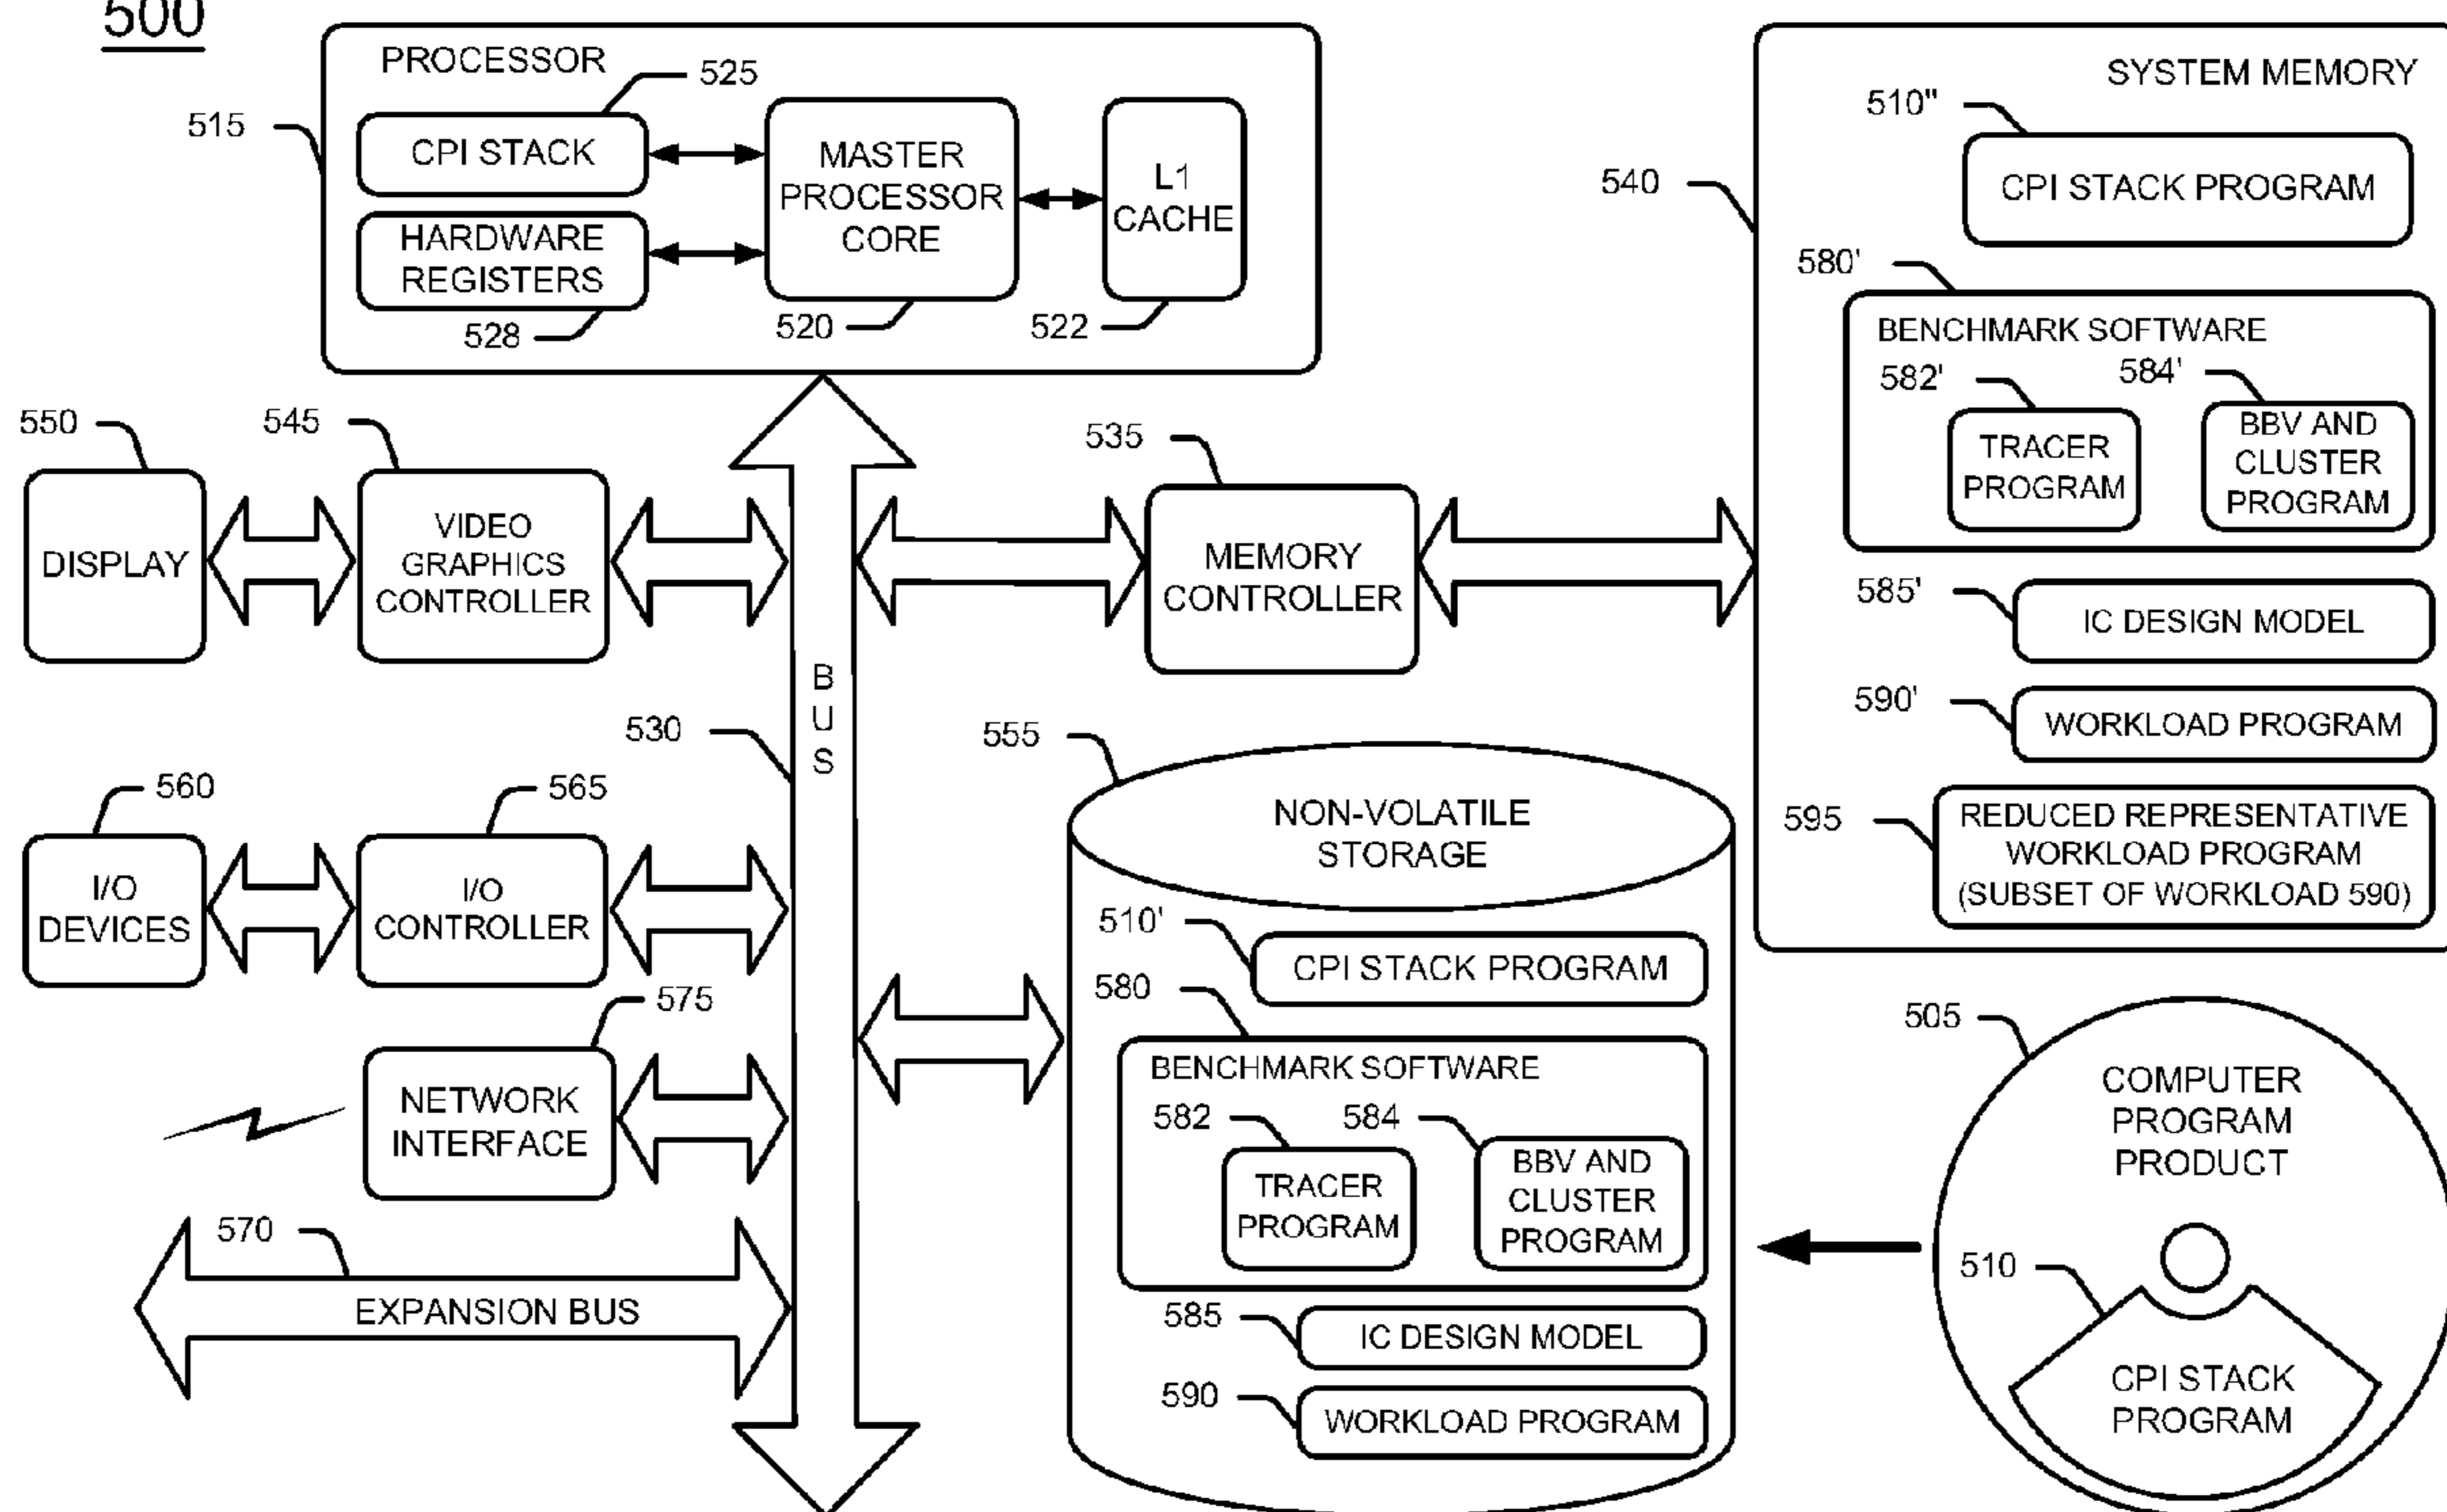 500
PROCESSOR
525
515
CPI STACK
HARDWARE
REGISTERS
528
MASTER
PROCESSOR
CORE
520
L1
CACHE
522
SYSTEM MEMORY
510"
540
CPI STACK PROGRAM
580'
BENCHMARK SOFTWARE
582'
584'
TRACER
PROGRAM
BBV AND
CLUSTER
PROGRAM
585'
IC DESIGN MODEL
590'
WORKLOAD PROGRAM
595
REDUCED REPRESENTATIVE
WORKLOAD PROGRAM
(SUBSET OF WORKLOAD 590)
550
545
DISPLAY
VIDEO
GRAPHICS
CONTROLLER
535
MEMORY
CONTROLLER
BUS
530
560
565
I/O
DEVICES
I/O
CONTROLLER
575
NETWORK
INTERFACE
570
EXPANSION BUS
555
NON-VOLATILE
STORAGE
510'
CPI STACK PROGRAM
580
BENCHMARK SOFTWARE
582
584
TRACER
PROGRAM
BBV AND
CLUSTER
PROGRAM
585
IC DESIGN MODEL
590
WORKLOAD PROGRAM
505
COMPUTER
PROGRAM
PRODUCT
510
CPI STACK
PROGRAM